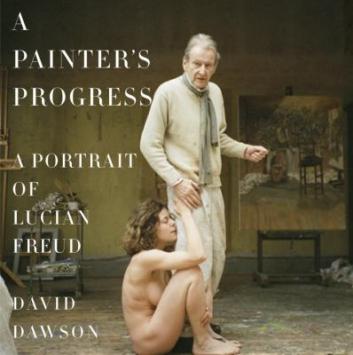 A
PAINTER'S
PROGRESS
A PORTRAIT
OF
LUCIAN
FREUD
DAVID
DAWSON